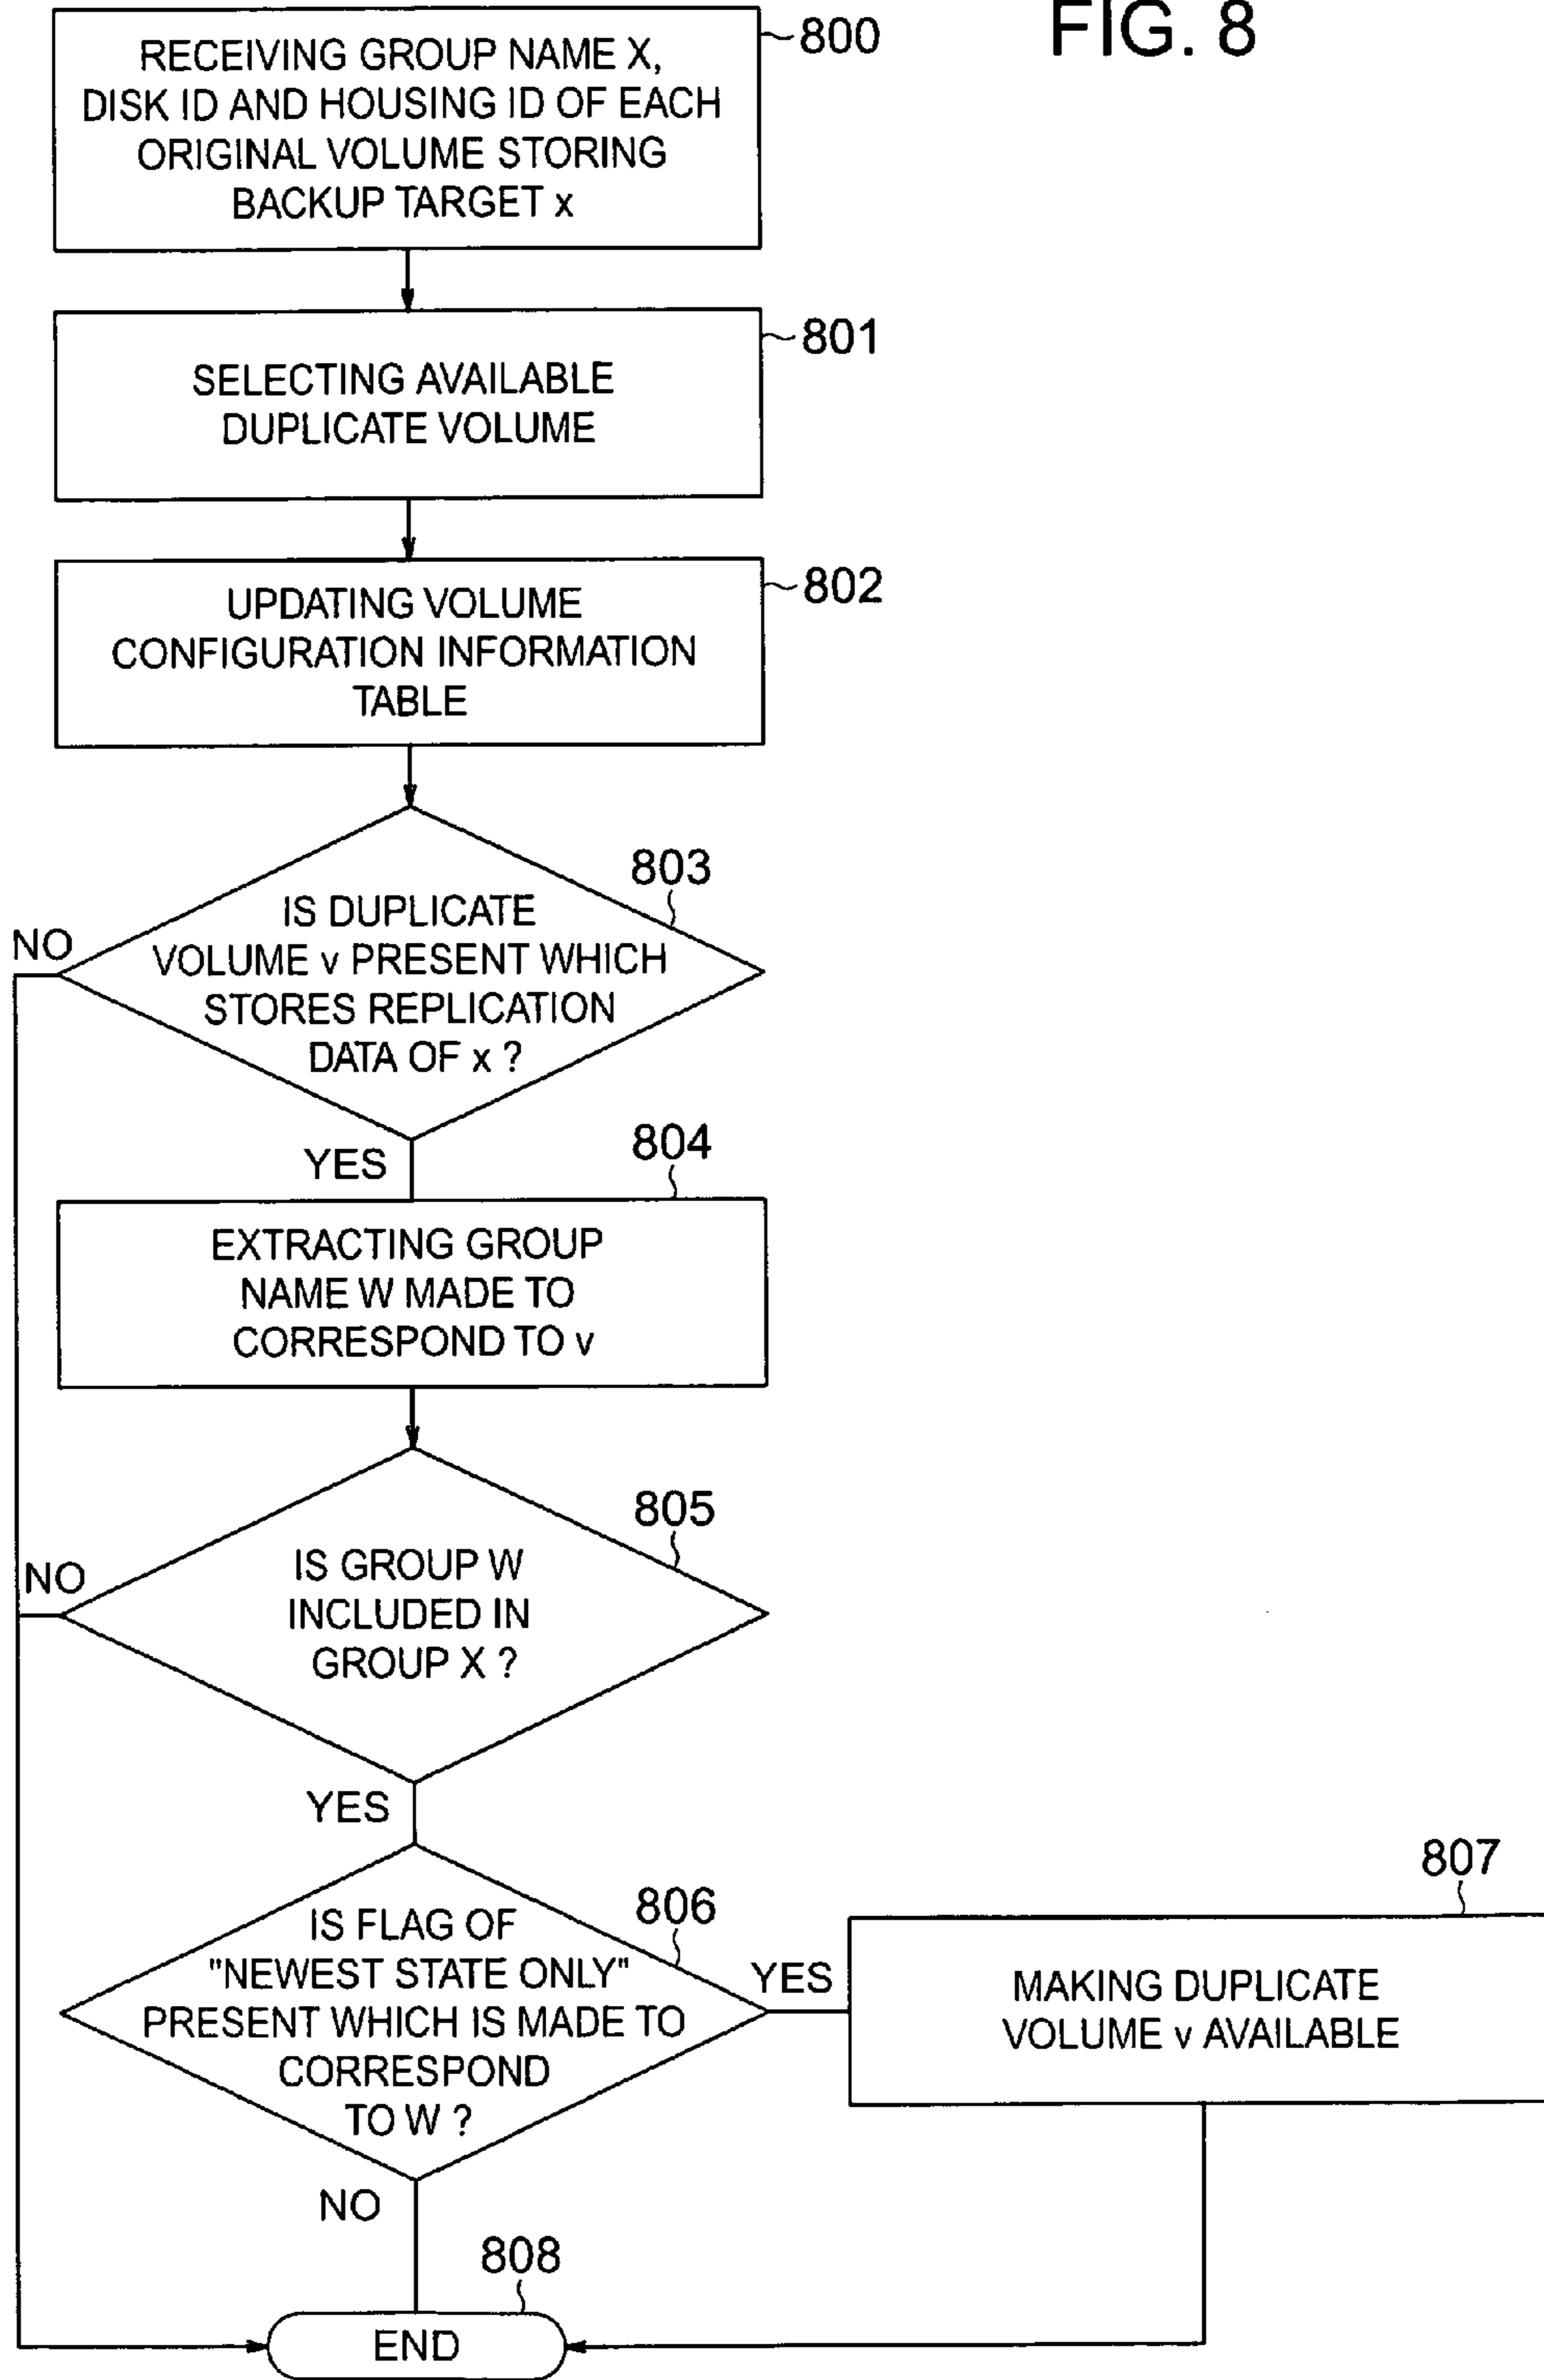 FIG. 8
800
RECEIVING GROUP NAME X,
DISK ID AND HOUSING ID OF EACH
ORIGINAL VOLUME STORING
BACKUP TARGET x
801
SELECTING AVAILABLE
DUPLICATE VOLUME
802
UPDATING VOLUME
CONFIGURATION INFORMATION
TABLE
803
IS DUPLICATE
VOLUME v PRESENT WHICH
STORES REPLICATION
DATA OF x ?
NO
YES
804
EXTRACTING GROUP
NAME W MADE TO
CORRESPOND TO v
805
IS GROUP W
INCLUDED IN
GROUP X ?
NO
YES
806
IS FLAG OF
"NEWEST STATE ONLY"
PRESENT WHICH IS MADE TO
CORRESPOND
TO W ?
YES
807
MAKING DUPLICATE
VOLUME v AVAILABLE
NO
808
END